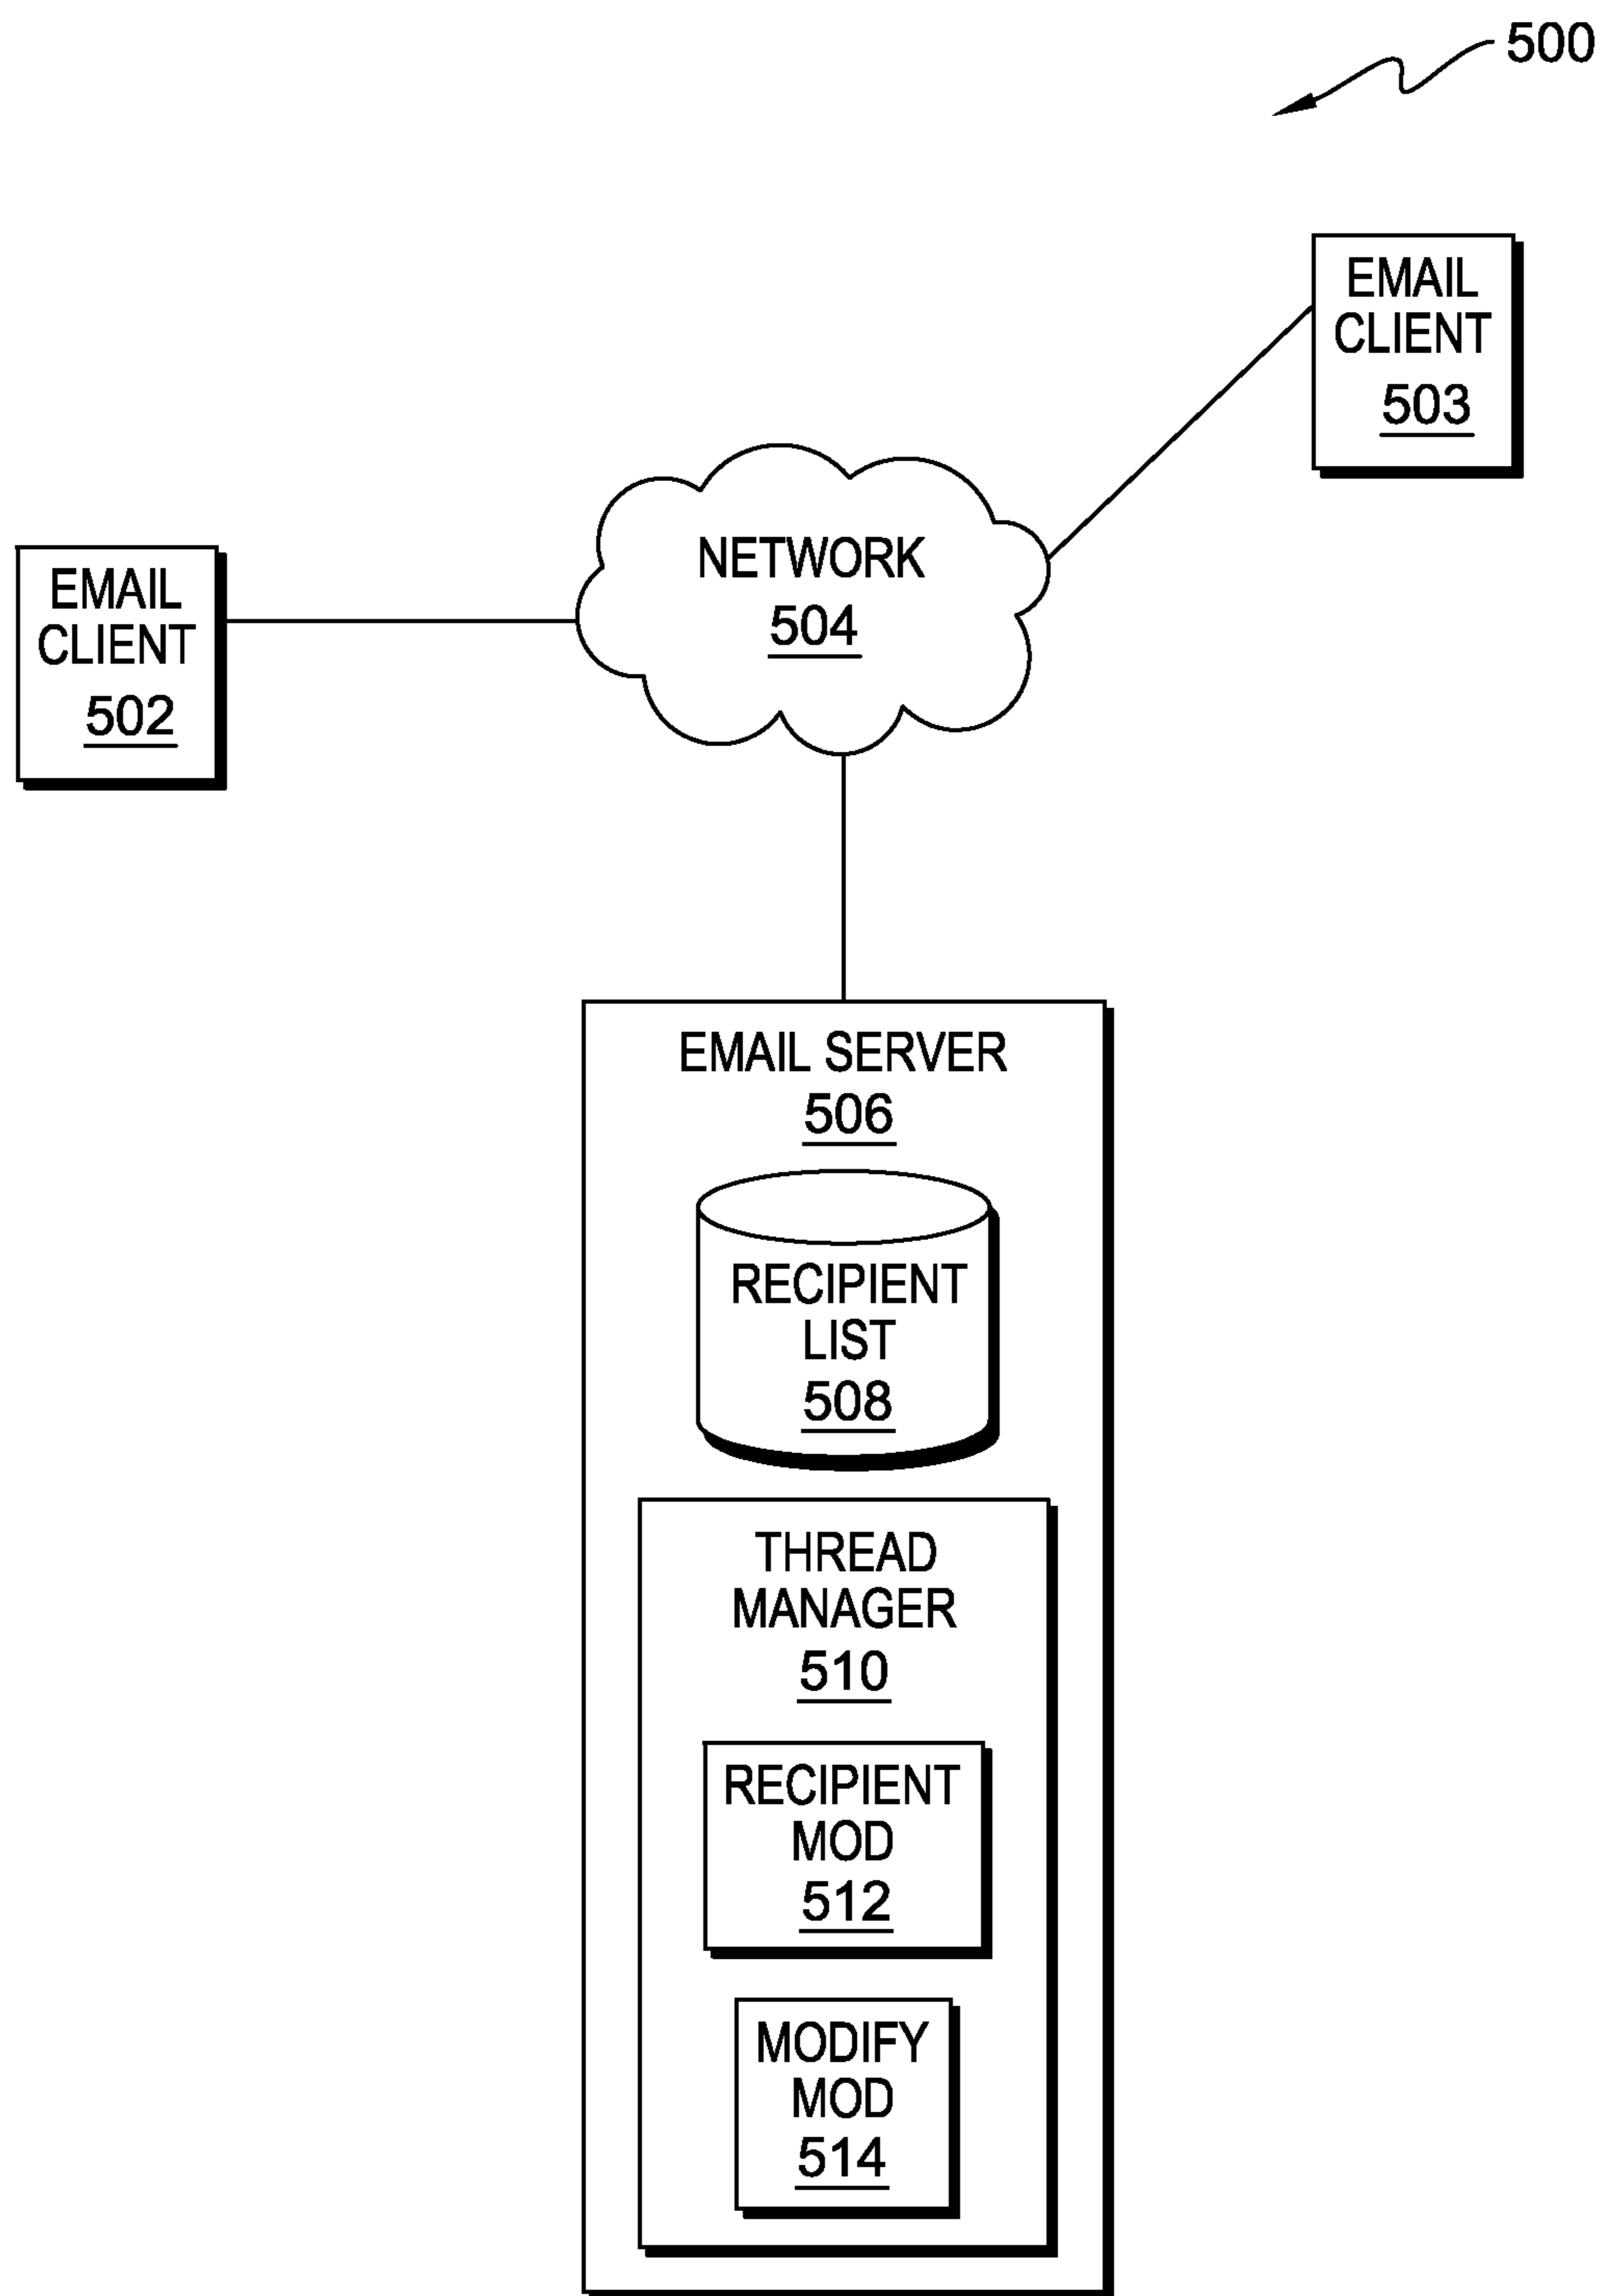 500
EMAIL
CLIENT
503
NETWORK
504
EMAIL
CLIENT
502
EMAIL SERVER
506
RECIPIENT
LIST
508
THREAD
MANAGER
510
RECIPIENT
MOD
512
MODIFY
MOD
514